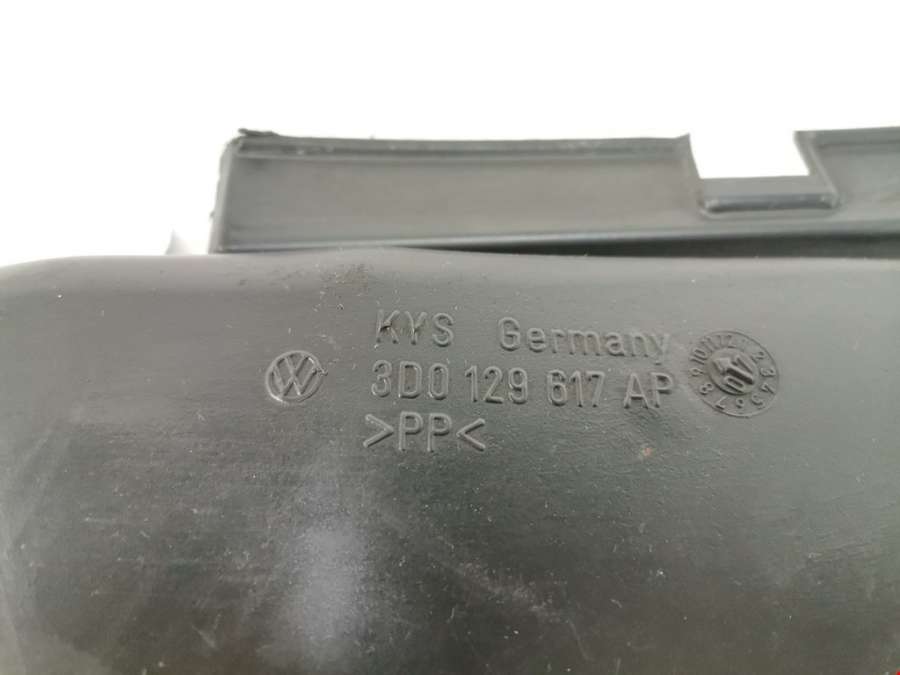 KYS Germany
3D0 129 617 AP
>PP<